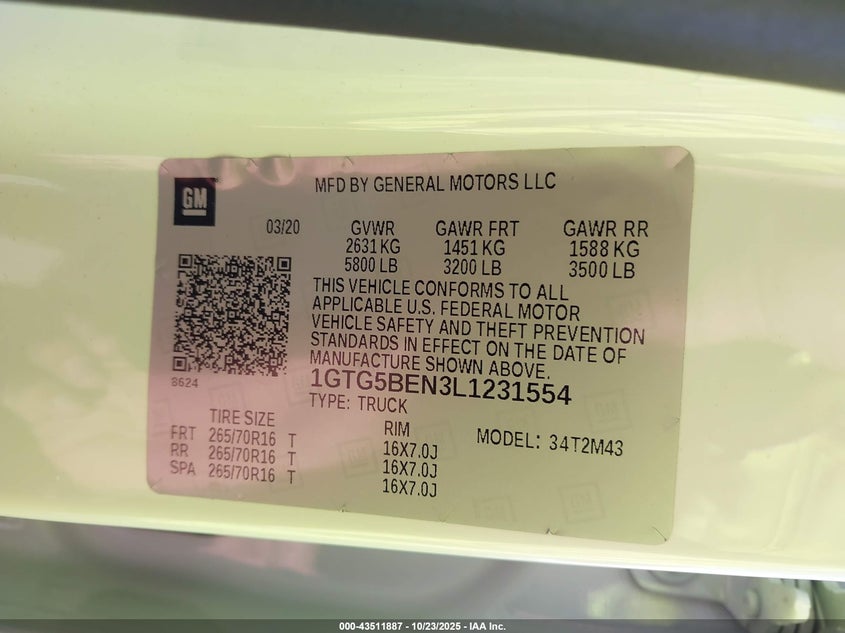 GM
MFD BY GENERAL MOTORS LLC
03/20 GVWR GAWR FRT GAWR RR
2631 KG 1451 KG 1588 KG
5800 LB 3200 LB 3500 LB
THIS VEHICLE CONFORMS TO ALL
APPLICABLE U.S. FEDERAL MOTOR
VEHICLE SAFETY AND THEFT PREVENTION
STANDARDS IN EFFECT ON THE DATE OF
MANUFACTURE SHOWN ABOVE.
8624
1GTG5BEN3L1231554
TYPE: TRUCK
TIRE SIZE RIM MODEL: 34T2M43
FRT 265/70R16 T 16X7.0J
RR 265/70R16 T 16X7.0J
SPA 265/70R16 T 16X7.0J
000-43511887 - 10/23/2025 - IAA Inc.